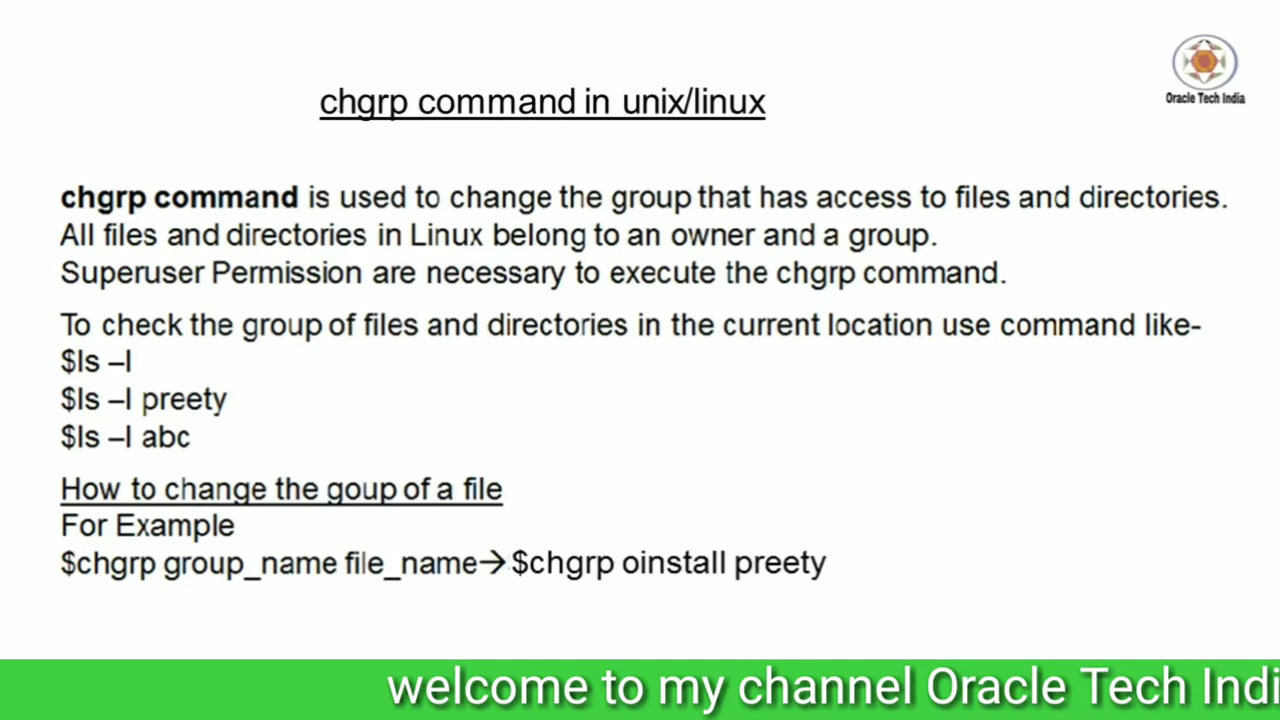 Oracle Tech India
chgrp command in unix/linux
chgrp command is used to change the group that has access to files and directories.
All files and directories in Linux belong to an owner and a group.
Superuser Permission are necessary to execute the chgrp command.
To check the group of files and directories in the current location use command like-
$ls –l
$ls –l preety
$ls –l abc
How to change the goup of a file
For Example
$chgrp group_name file_name→$chgrp oinstall preety
welcome to my channel Oracle Tech Indi